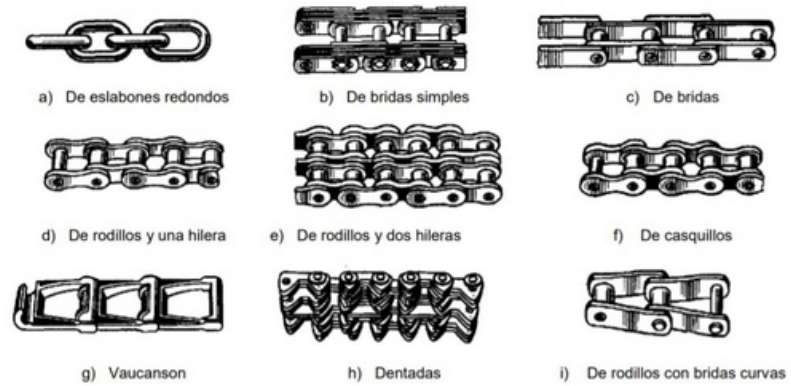 a) De eslabones redondos
b) De bridas simples
c) De bridas
d) De rodillos y una hilera
e) De rodillos y dos hileras
f) De casquillos
g) Vaucanson
h) Dentadas
i) De rodillos con bridas curvas